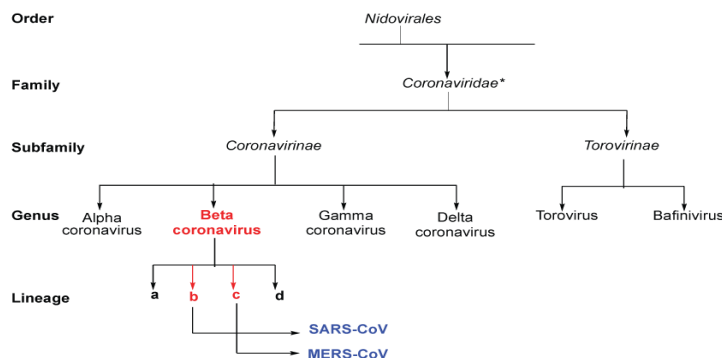 Order
Nidovirales
Family
Coronaviridae*
Subfamily
Coronavirinae
Torovirinae
Genus
Alpha
coronavirus
Beta
coronavirus
Gamma
coronavirus
Delta
coronavirus
Torovirus
Bafinivirus
Lineage
a
b
c
d
SARS-CoV
MERS-CoV